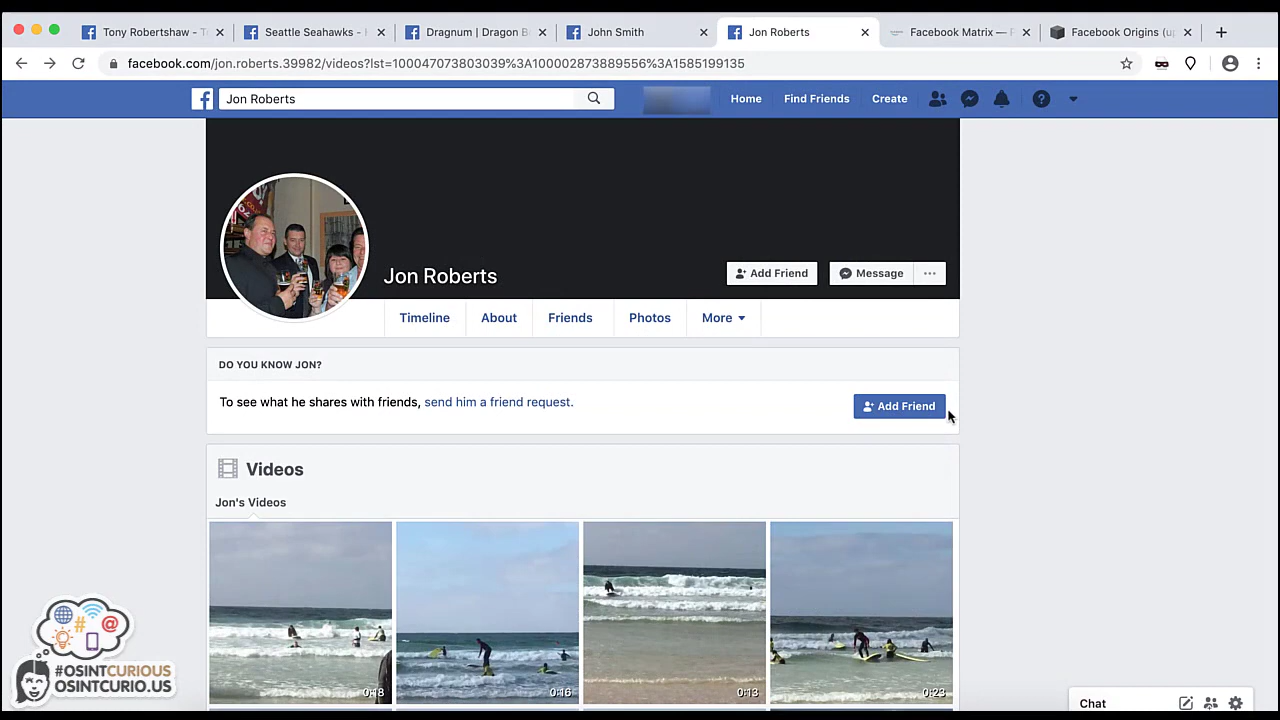 Tony Robertshaw - T
Seattle Seahawks -
Dragnum | Dragon B
John Smith
Jon Roberts
Facebook Matrix —
Facebook Origins (u
facebook.com/jon.roberts.39982/videos?lst=100047073803039%3A100002873889556%3A1585199135
Jon Roberts
Home
Find Friends
Create
Jon Roberts
Add Friend
Message
Timeline
About
Friends
Photos
More
DO YOU KNOW JON?
To see what he shares with friends, send him a friend request.
Add Friend
Videos
Jon's Videos
0:18
0:16
0:13
0:23
#OSINTCURIOUS
OSINTCURIO.US
Chat